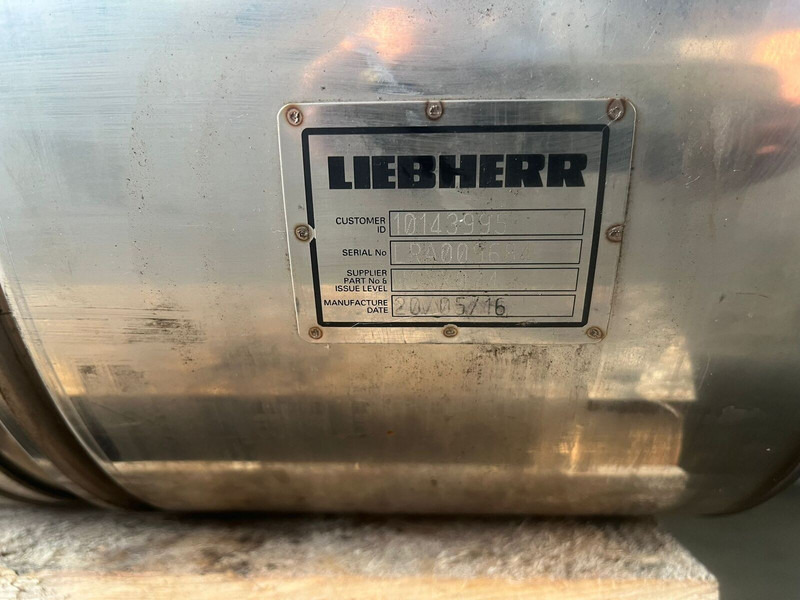 LIEBHERR
CUSTOMER ID 10143995
SERIAL No
SUPPLIER PART No & ISSUE LEVEL
MANUFACTURE DATE 20/05/16